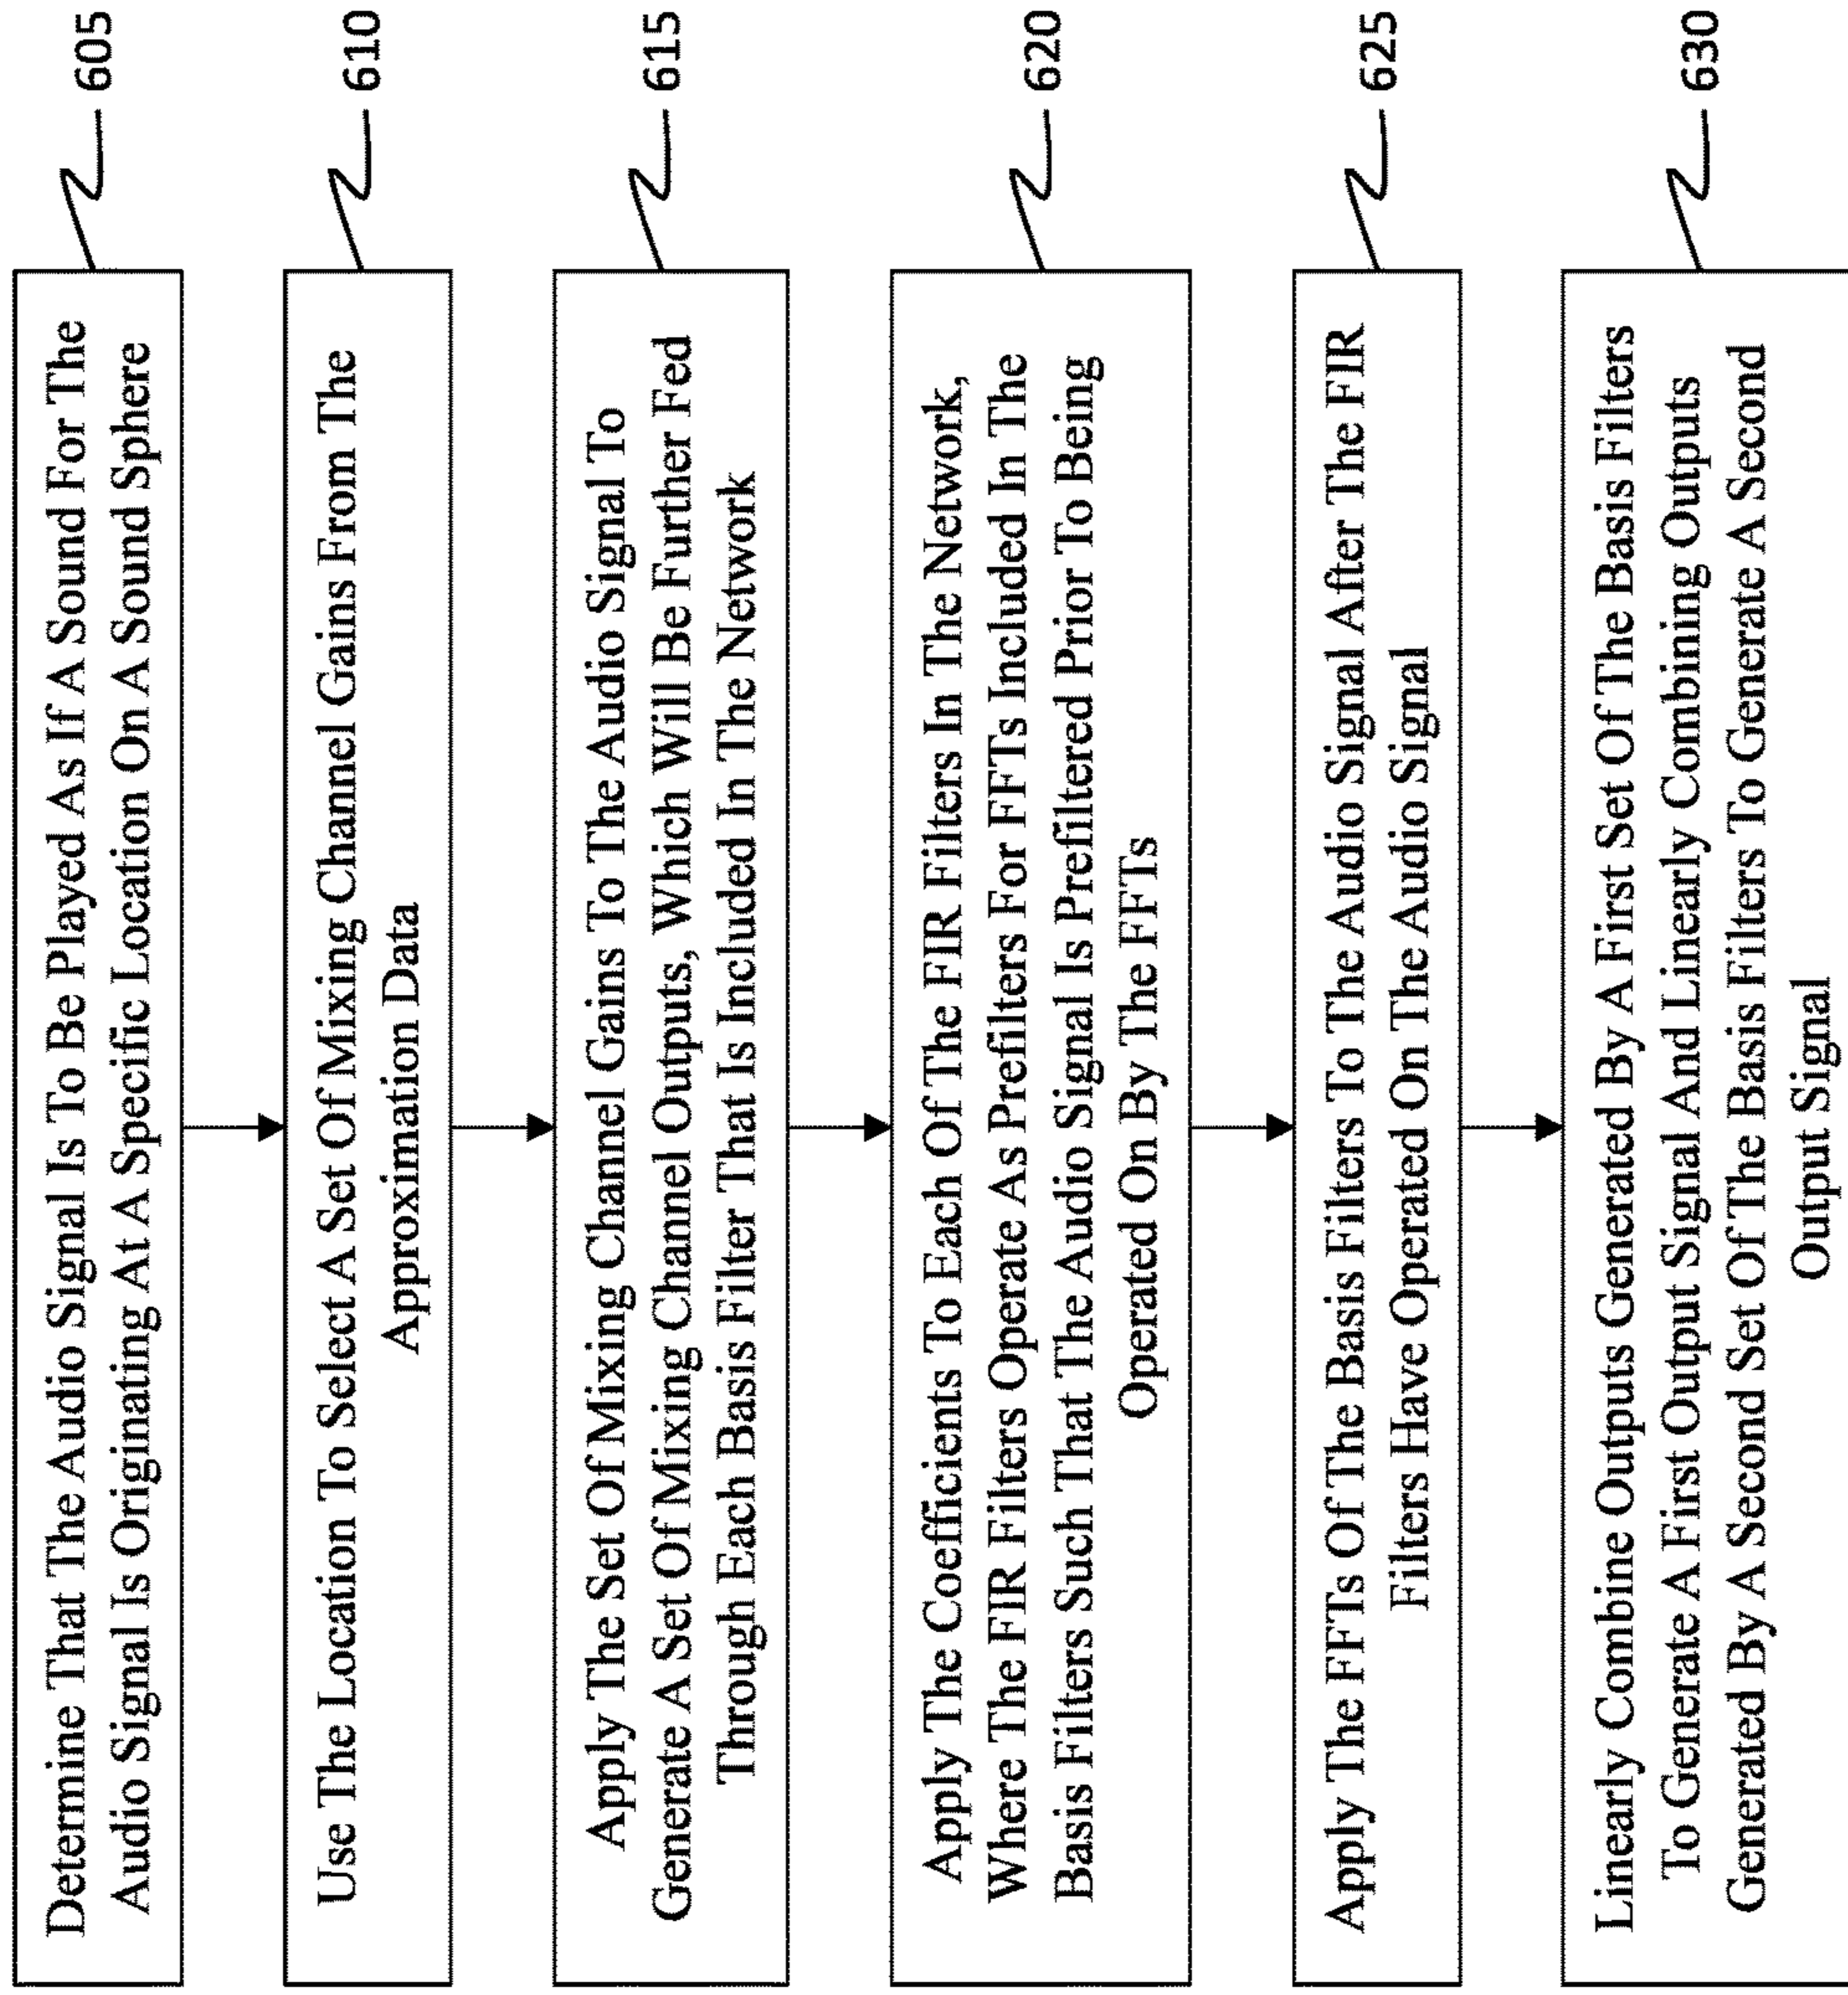 Determine That The Audio Signal Is To Be Played As If A Sound For The
Audio Signal Is Originating At A Specific Location On A Sound Sphere
605
Use The Location To Select A Set Of Mixing Channel Gains From The
Approximation Data
610
Apply The Set Of Mixing Channel Gains To The Audio Signal To
Generate A Set Of Mixing Channel Outputs, Which Will Be Further Fed
Through Each Basis Filter That Is Included In The Network
615
Apply The Coefficients To Each Of The FIR Filters In The Network,
Where The FIR Filters Operate As Prefilters For FFTs Included In The
Basis Filters Such That The Audio Signal Is Prefiltered Prior To Being
Operated On By The FFTs
620
Apply The FFTs Of The Basis Filters To The Audio Signal After The FIR
Filters Have Operated On The Audio Signal
625
Linearly Combine Outputs Generated By A First Set Of The Basis Filters
To Generate A First Output Signal And Linearly Combining Outputs
Generated By A Second Set Of The Basis Filters To Generate A Second
Output Signal
630